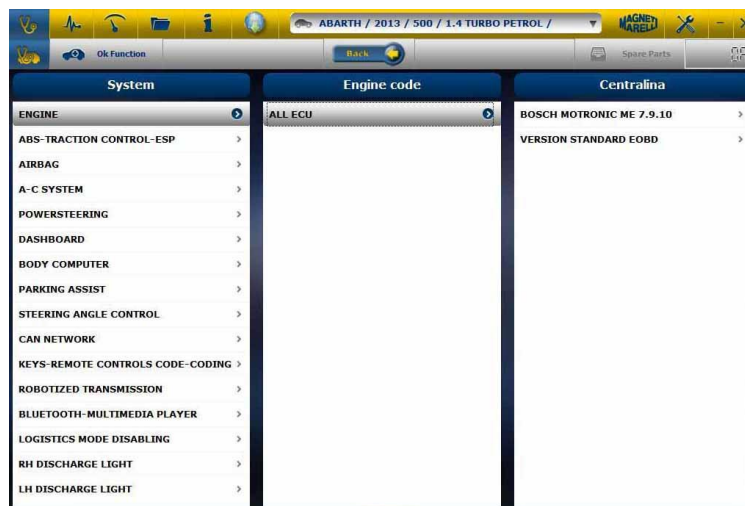 ABARTH / 2013 / 500 / 1.4 TURBO PETROL /
MAGNETI
MARELLI
Ok Function
Back
Spare Parts
System
Engine code
Centralina
ENGINE
ABS-TRACTION CONTROL-ESP
AIRBAG
A-C SYSTEM
POWERSTEERING
DASHBOARD
BODY COMPUTER
PARKING ASSIST
STEERING ANGLE CONTROL
CAN NETWORK
KEYS-REMOTE CONTROLS CODE-CODING
ROBOTIZED TRANSMISSION
BLUETOOTH-MULTIMEDIA PLAYER
LOGISTICS MODE DISABLING
RH DISCHARGE LIGHT
LH DISCHARGE LIGHT
ALL ECU
BOSCH MOTRONIC ME 7.9.10
VERSION STANDARD EOBD